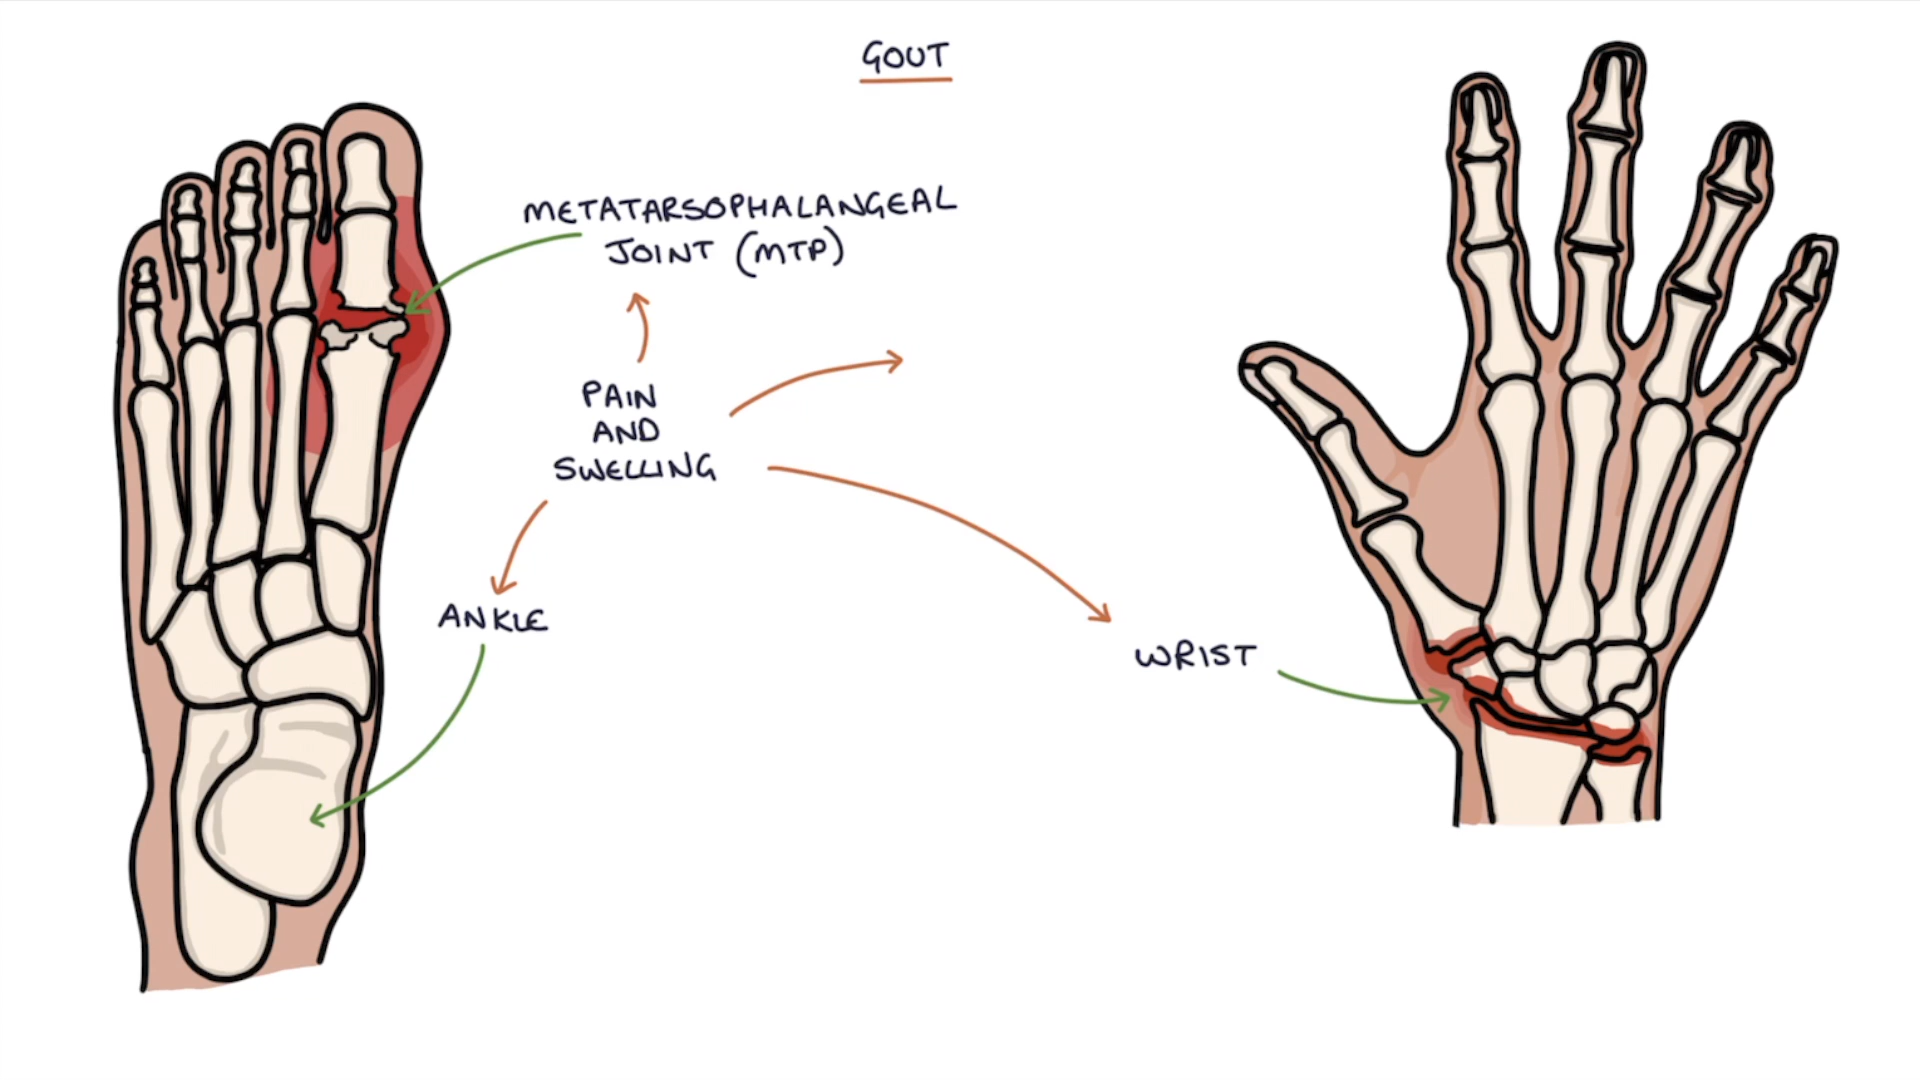 GOUT
METATARSOPHALANGEAL
JOINT (MTP)
PAIN
AND
SWELLING
ANKLE
WRIST